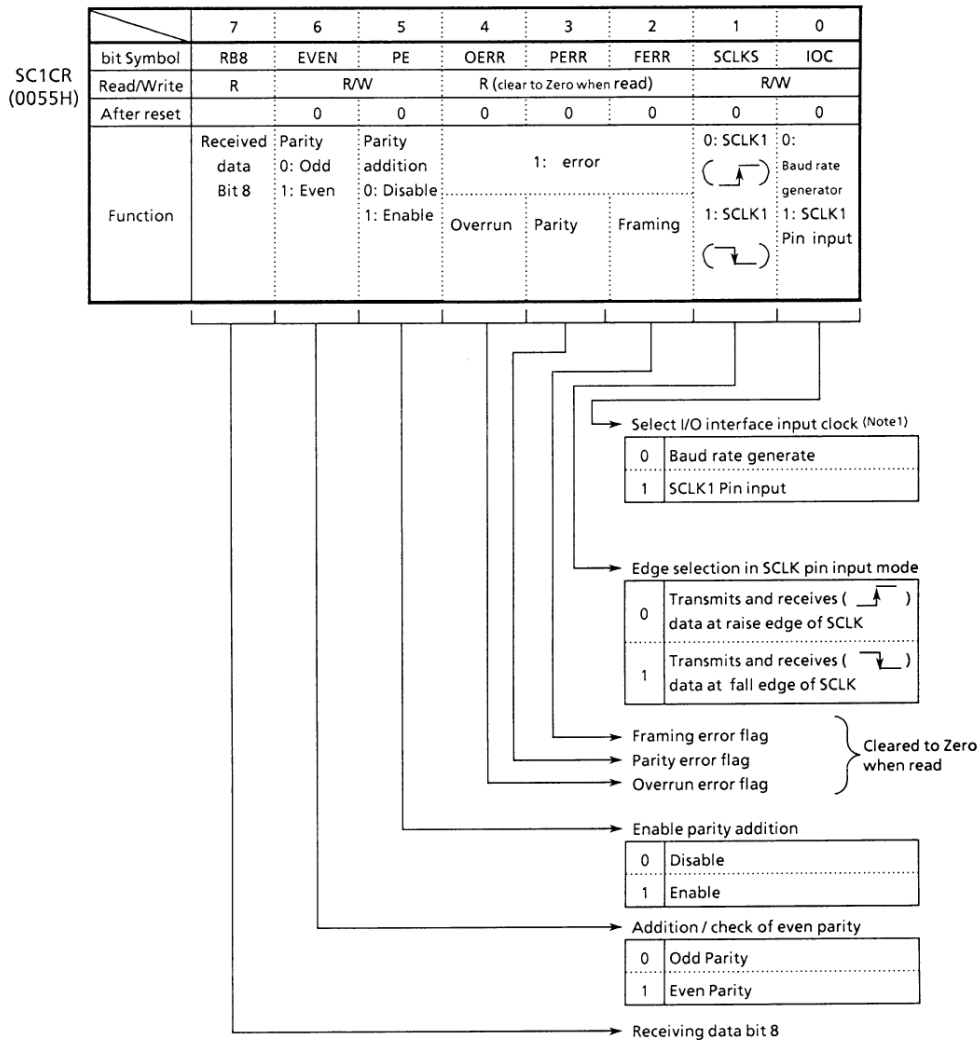 7 6 5 4 3 2 1 0
bit Symbol RB8 EVEN PE OERR PERR FERR SCLKS IOC
SC1CR
(0055H)
Read/Write R R/W R (clear to Zero when read) R/W
After reset 0 0 0 0 0 0 0
Function
Received data Bit 8
Parity
0: Odd
1: Even
Parity addition
0: Disable
1: Enable
1: error
Overrun Parity Framing
0: SCLK1
( )
1: SCLK1
( )
0:
Baud rate
generator
1: SCLK1
Pin input
Select I/O interface input clock (Note1)
0 Baud rate generate
1 SCLK1 Pin input
Edge selection in SCLK pin input mode
0 Transmits and receives ( )
data at raise edge of SCLK
1 Transmits and receives ( )
data at fall edge of SCLK
Framing error flag
Parity error flag
Overrun error flag
Cleared to Zero
when read
Enable parity addition
0 Disable
1 Enable
Addition / check of even parity
0 Odd Parity
1 Even Parity
Receiving data bit 8